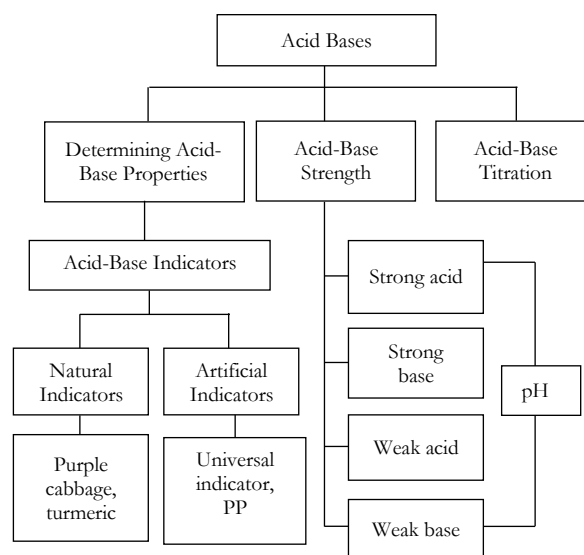 Acid Bases
Determining Acid-
Base Properties
Acid-Base
Strength
Acid-Base
Titration
Acid-Base Indicators
Natural
Indicators
Artificial
Indicators
Purple
cabbage,
turmeric
Universal
indicator,
PP
Strong acid
Strong
base
Weak acid
Weak base
pH